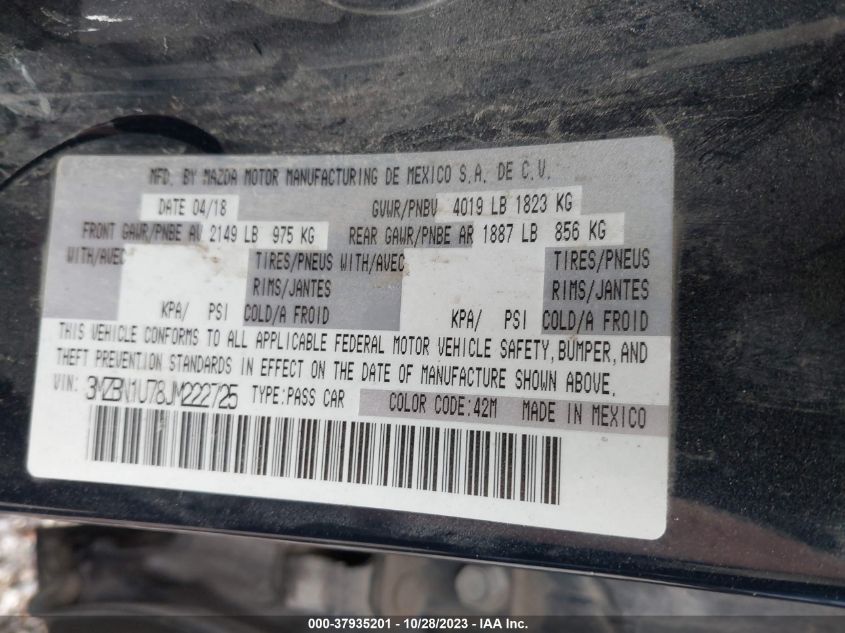 MFD. BY MAZDA MOTOR MANUFACTURING DE MEXICO S.A. DE C.V.
DATE 04/18 GVWR/PNBV 4019 LB 1823 KG
FRONT GAWR/PNBE AV 2149 LB 975 KG REAR GAWR/PNBE AR 1887 LB 856 KG
WITH/AVEC TIRES/PNEUS WITH/AVEC TIRES/PNEUS
RIMS/JANTES RIMS/JANTES
KPA/ PSI COLD/A FROID KPA/ PSI COLD/A FROID
THIS VEHICLE CONFORMS TO ALL APPLICABLE FEDERAL MOTOR VEHICLE SAFETY, BUMPER, AND
THEFT PREVENTION STANDARDS IN EFFECT ON THE DATE OF MANUFACTURE SHOWN ABOVE.
VIN: 3MZBN1U78JM222725 TYPE:PASS CAR COLOR CODE:42M MADE IN MEXICO
000-37935201 - 10/28/2023 - IAA Inc.